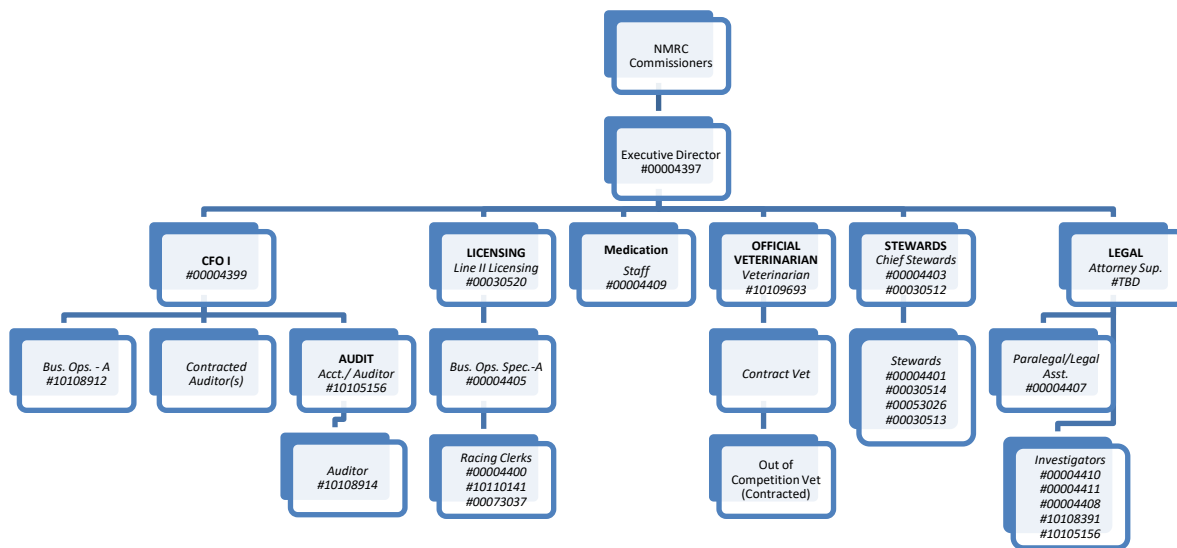 NMRC
Commissioners
Executive Director
#00004397
CFO I
#00004399
LICENSING
Line II Licensing
#00030520
Medication
Staff
#00004409
OFFICIAL
VETERINARIAN
Veterinarian
#10109693
STEWARDS
Chief Stewards
#00004403
#00030512
LEGAL
Attorney Sup.
#TBD
Bus. Ops. - A
#10108912
Contracted
Auditor(s)
AUDIT
Acct./ Auditor
#10105156
Bus. Ops. Spec.-A
#00004405
Contract Vet
Stewards
#00004401
#00030514
#00053026
#00030513
Paralegal/Legal
Asst.
#00004407
Auditor
#10108914
Racing Clerks
#00004400
#10110141
#00073037
Out of
Competition Vet
(Contracted)
Investigators
#00004410
#00004411
#00004408
#10108391
#10105156